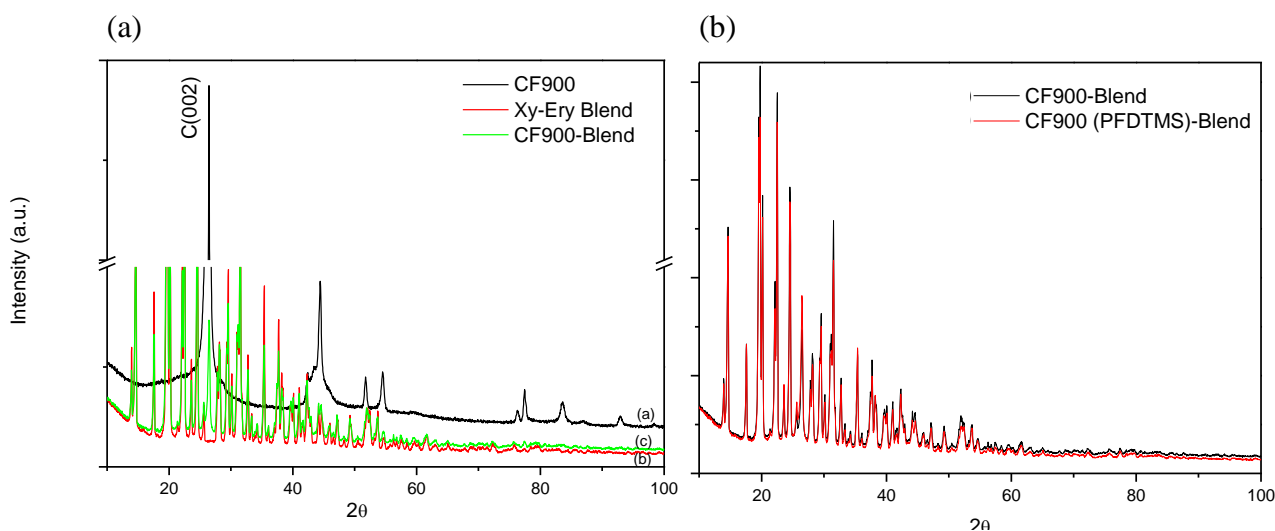 (a)
(b)
C(002)
CF900
Xy-Ery Blend
CF900-Blend
Intensity (a.u.)
(a)
(c)
(b)
20
40
60
80
100
2θ
CF900-Blend
CF900 (PFDTMS)-Blend
20
40
60
80
100
2θ